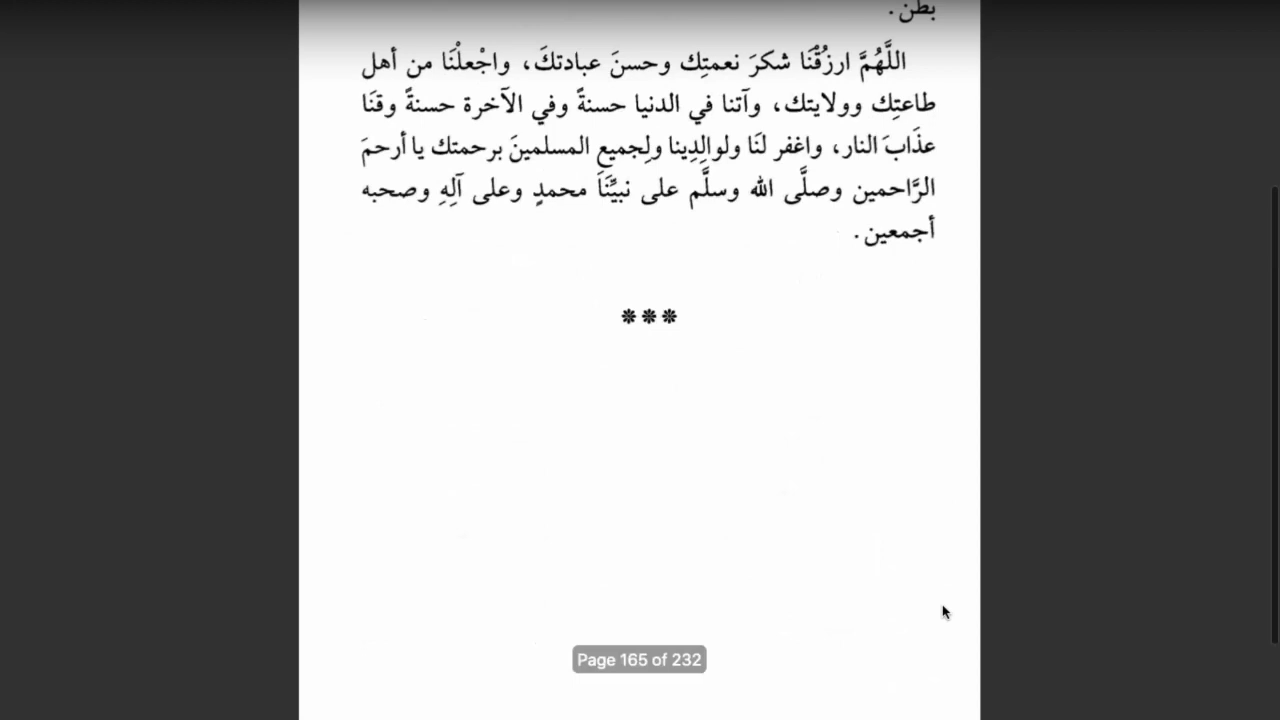 بطن.
اللَّهُمَّ ارزُقْنَا شكرَ نعمتِك وحسنَ عبادتكَ، واجْعلْنَا من أهل
طاعتِك وولايتك، وآتنا في الدنيا حسنةً وفي الآخرة حسنةً وقنَا
عذَابَ النار، واغفر لنَا ولوالِدِينا ولِجميعِ المسلمينَ برحمتك يا أرحمَ
الرَّاحمين وصلَّى الله وسلَّم على نبيِّنَا محمدٍ وعلى آلِهِ وصحبه
أجمعين.
***
Page 165 of 232